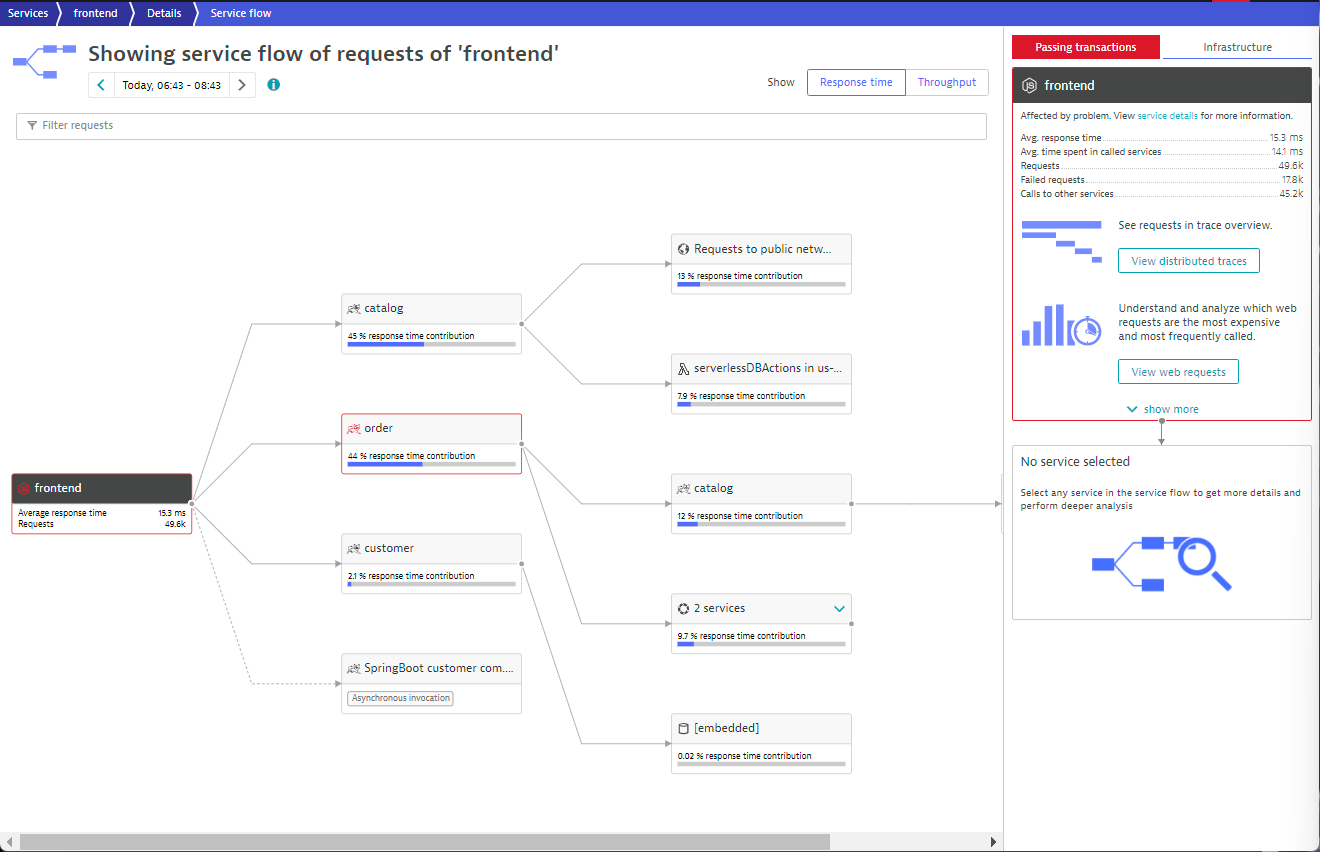 Services
frontend
Details
Service flow
Showing service flow of requests of 'frontend'
Today, 06:43 - 08:43
Show
Response time
Throughput
Filter requests
frontend
Average response time 15.3 ms
Requests 49.6k
catalog
45 % response time contribution
order
44 % response time contribution
customer
2.1 % response time contribution
SpringBoot customer com....
Asynchronous invocation
Requests to public netw...
13 % response time contribution
serverlessDBActions in us-...
7.9 % response time contribution
catalog
12 % response time contribution
2 services
9.7 % response time contribution
[embedded]
0.02 % response time contribution
Passing transactions
Infrastructure
frontend
Affected by problem. View service details for more information.
Avg. response time 15.3 ms
Avg. time spent in called services 14.1 ms
Requests 49.6k
Failed requests 17.8k
Calls to other services 45.2k
See requests in trace overview.
View distributed traces
Understand and analyze which web
requests are the most expensive
and most frequently called.
View web requests
show more
No service selected
Select any service in the service flow to get more details and
perform deeper analysis